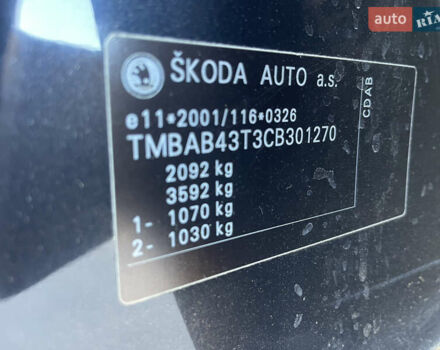 auto RIA
ŠKODA AUTO a.s.
CDAB
e11*2001/116*0326
TMBAB43T3CB301270
2092 kg
3592 kg
1- 1070 kg
2- 1030 kg